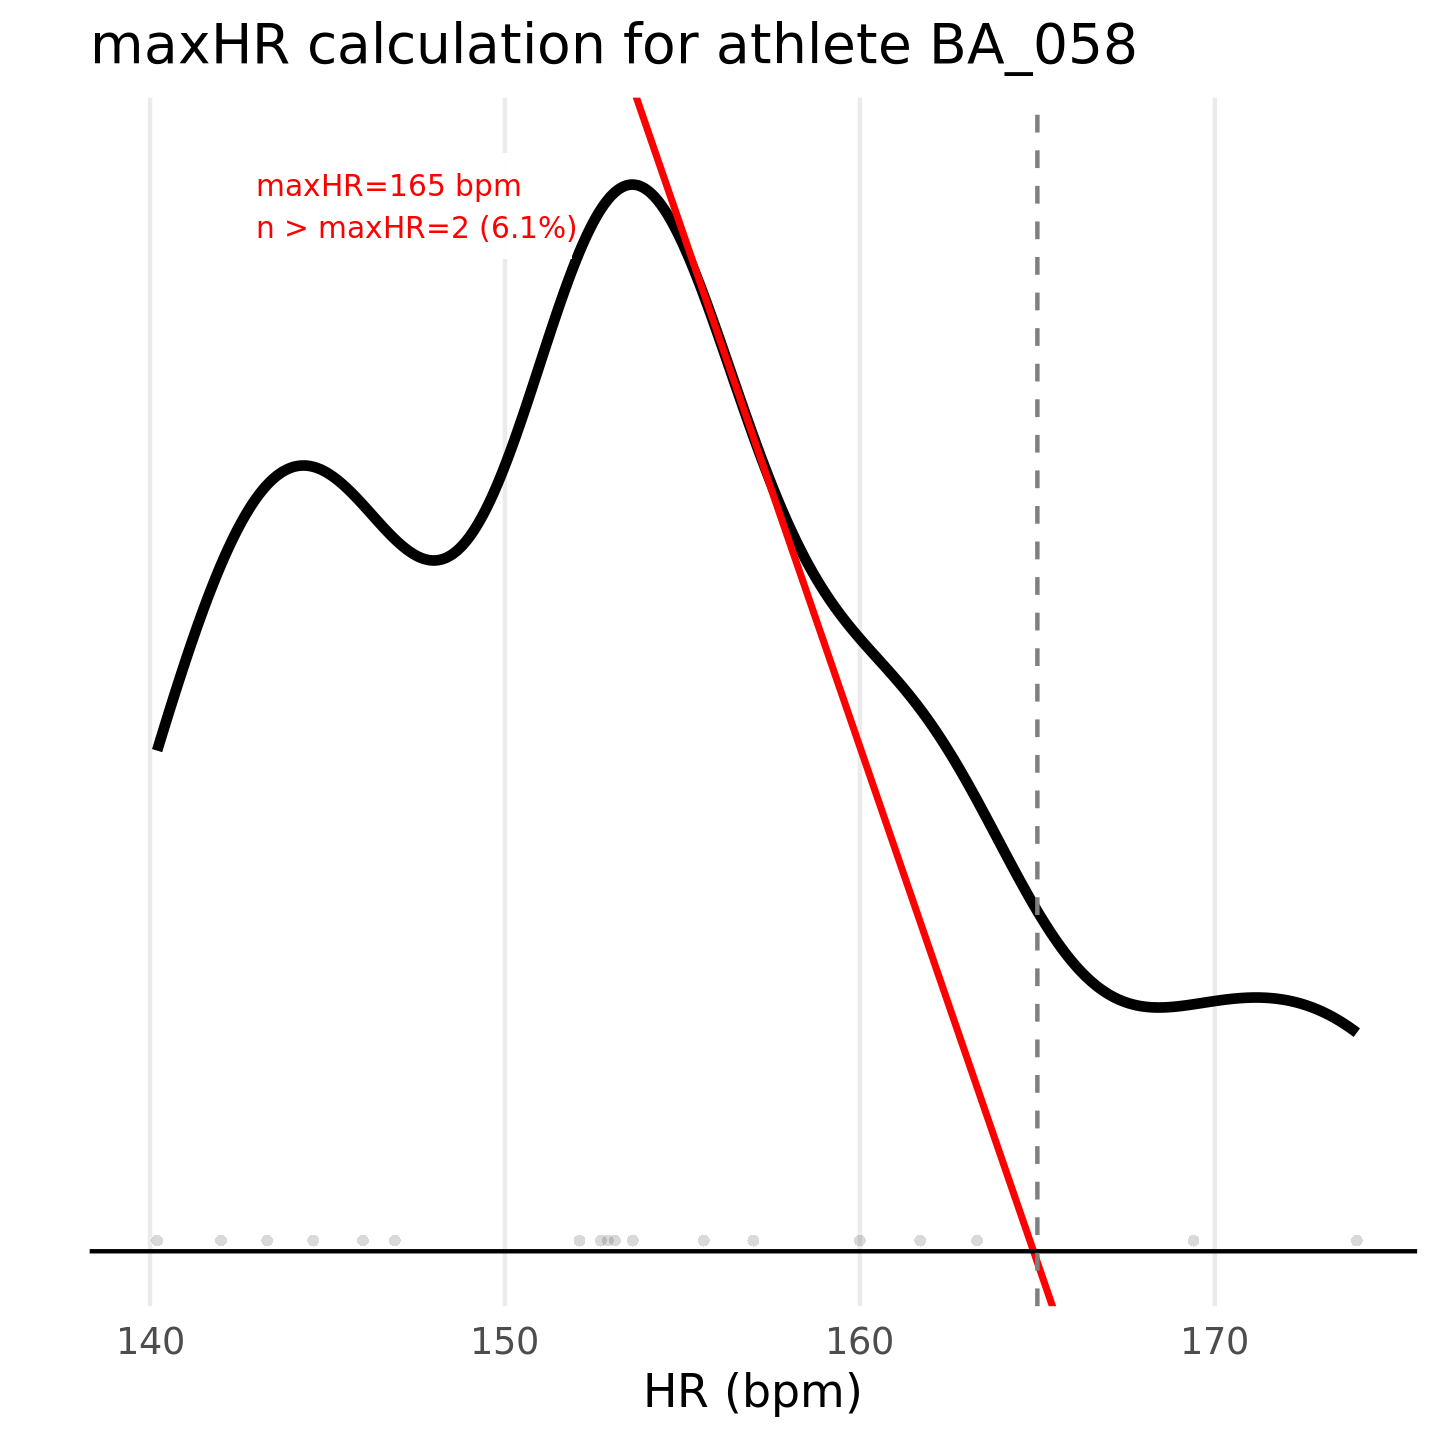 maxHR calculation for athlete BA_058
maxHR=165 bpm
n > maxHR=2 (6.1%)
140 150 160 170
HR (bpm)